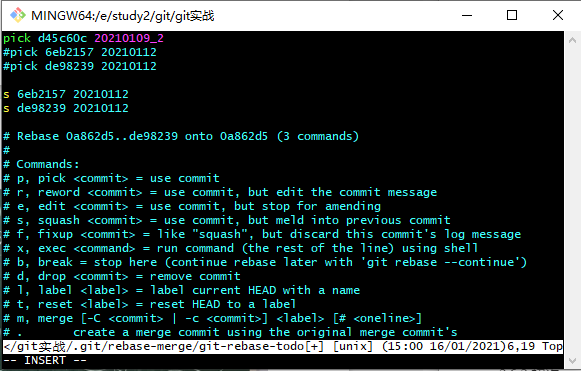 MINGW64:/e/study2/git/git实战
pick d45c60c 20210109_2
#pick 6eb2157 20210112
#pick de98239 20210112

s 6eb2157 20210112
s de98239 20210112

# Rebase 0a862d5..de98239 onto 0a862d5 (3 commands)
#
# Commands:
# p, pick <commit> = use commit
# r, reword <commit> = use commit, but edit the commit message
# e, edit <commit> = use commit, but stop for amending
# s, squash <commit> = use commit, but meld into previous commit
# f, fixup <commit> = like "squash", but discard this commit's log message
# x, exec <command> = run command (the rest of the line) using shell
# b, break = stop here (continue rebase later with 'git rebase --continue')
# d, drop <commit> = remove commit
# l, label <label> = label current HEAD with a name
# t, reset <label> = reset HEAD to a label
# m, merge [-C <commit> | -c <commit>] <label> [# <oneline>]
# .       create a merge commit using the original merge commit's
</git实战/.git/rebase-merge/git-rebase-todo[+] [unix] (15:00 16/01/2021)6,19 Top
-- INSERT --